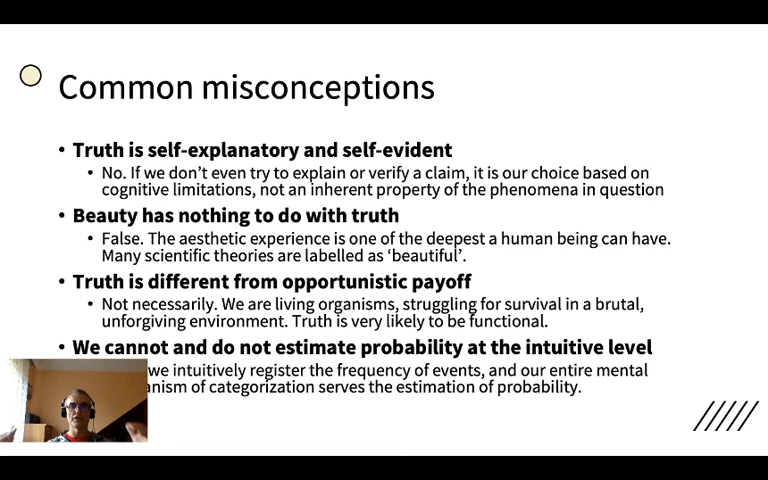 Common misconceptions
• Truth is self-explanatory and self-evident
• No. If we don't even try to explain or verify a claim, it is our choice based on
cognitive limitations, not an inherent property of the phenomena in question
• Beauty has nothing to do with truth
• False. The aesthetic experience is one of the deepest a human being can have.
Many scientific theories are labelled as ‘beautiful’.
• Truth is different from opportunistic payoff
• Not necessarily. We are living organisms, struggling for survival in a brutal,
unforgiving environment. Truth is very likely to be functional.
• We cannot and do not estimate probability at the intuitive level
we intuitively register the frequency of events, and our entire mental
of categorization serves the estimation of probability.